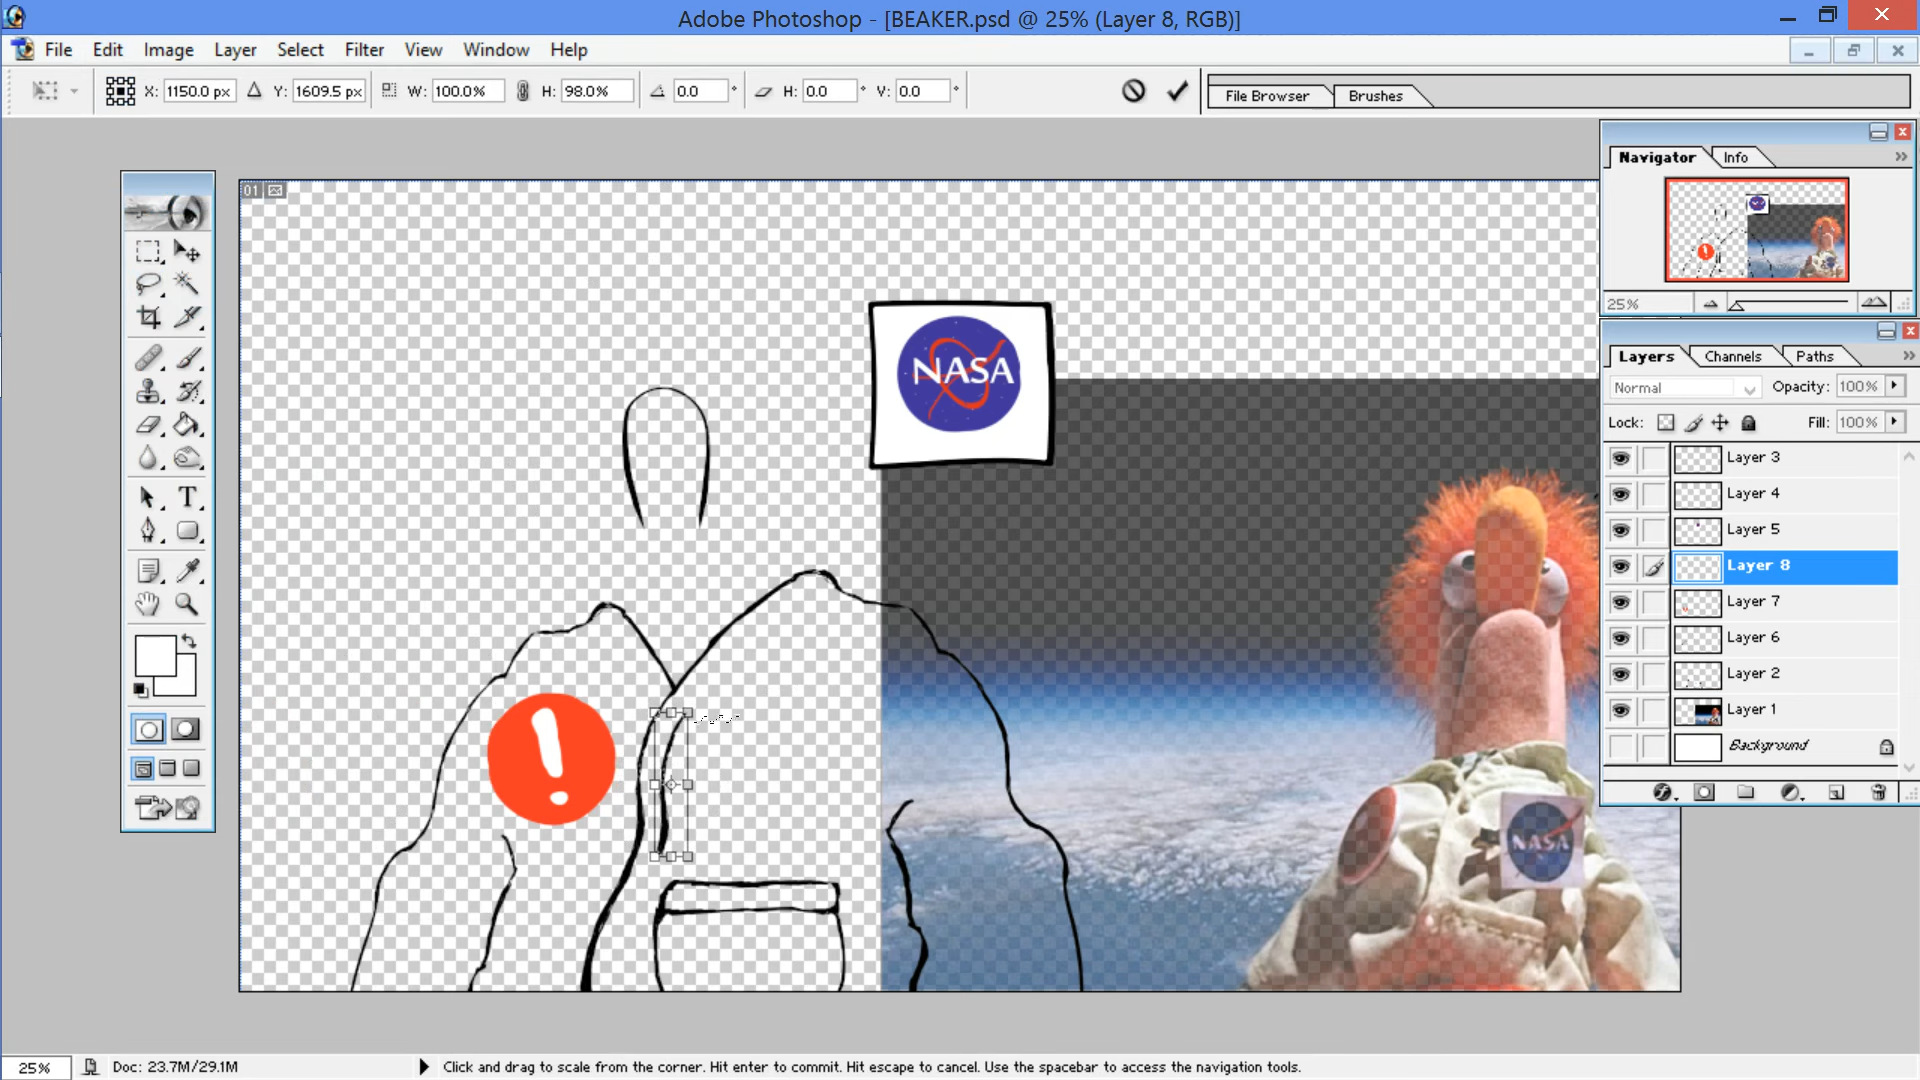 Adobe Photoshop - [BEAKER.psd @ 25% (Layer 8, RGB)]
File Edit Image Layer Select Filter View Window Help
X: 1150.0 px Y: 1609.5 px W: 100.0% H: 98.0% 0.0 ° H: 0.0 ° V: 0.0 °
File Browser Brushes
Navigator Info
01
25%
NASA
Layers Channels Paths
Normal Opacity: 100%
Lock: Fill: 100%
Layer 3
Layer 4
Layer 5
Layer 8
Layer 7
Layer 6
Layer 2
Layer 1
Background
!
NASA
T
25% Doc: 23.7M/29.1M Click and drag to scale from the corner. Hit enter to commit. Hit escape to cancel. Use the spacebar to access the navigation tools.